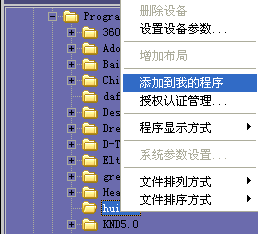 Progra
360
Ado
Bai
Chi
daf
Des
Dre
D-T
Elt
gre
Hea
hui
KND5.0
删除设备
设置设备参数...
增加布局
添加到我的程序
授权认证管理...
程序显示方式
系统参数设置...
文件排列方式
文件排序方式